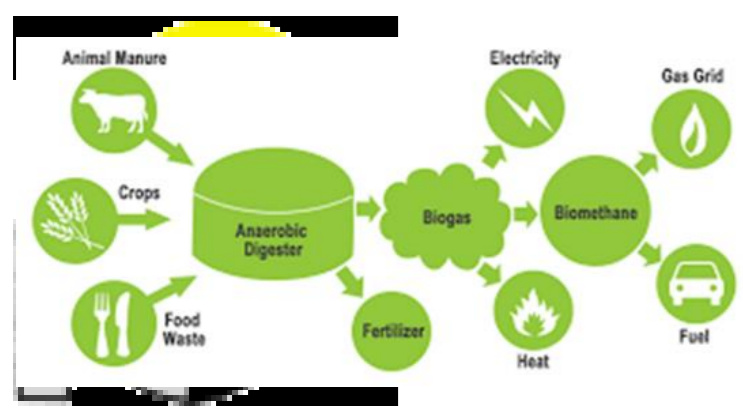 Animal Manure
Crops
Food
Waste
Anaerobic
Digester
Fertilizer
Biogas
Electricity
Heat
Biomethane
Gas Grid
Fuel